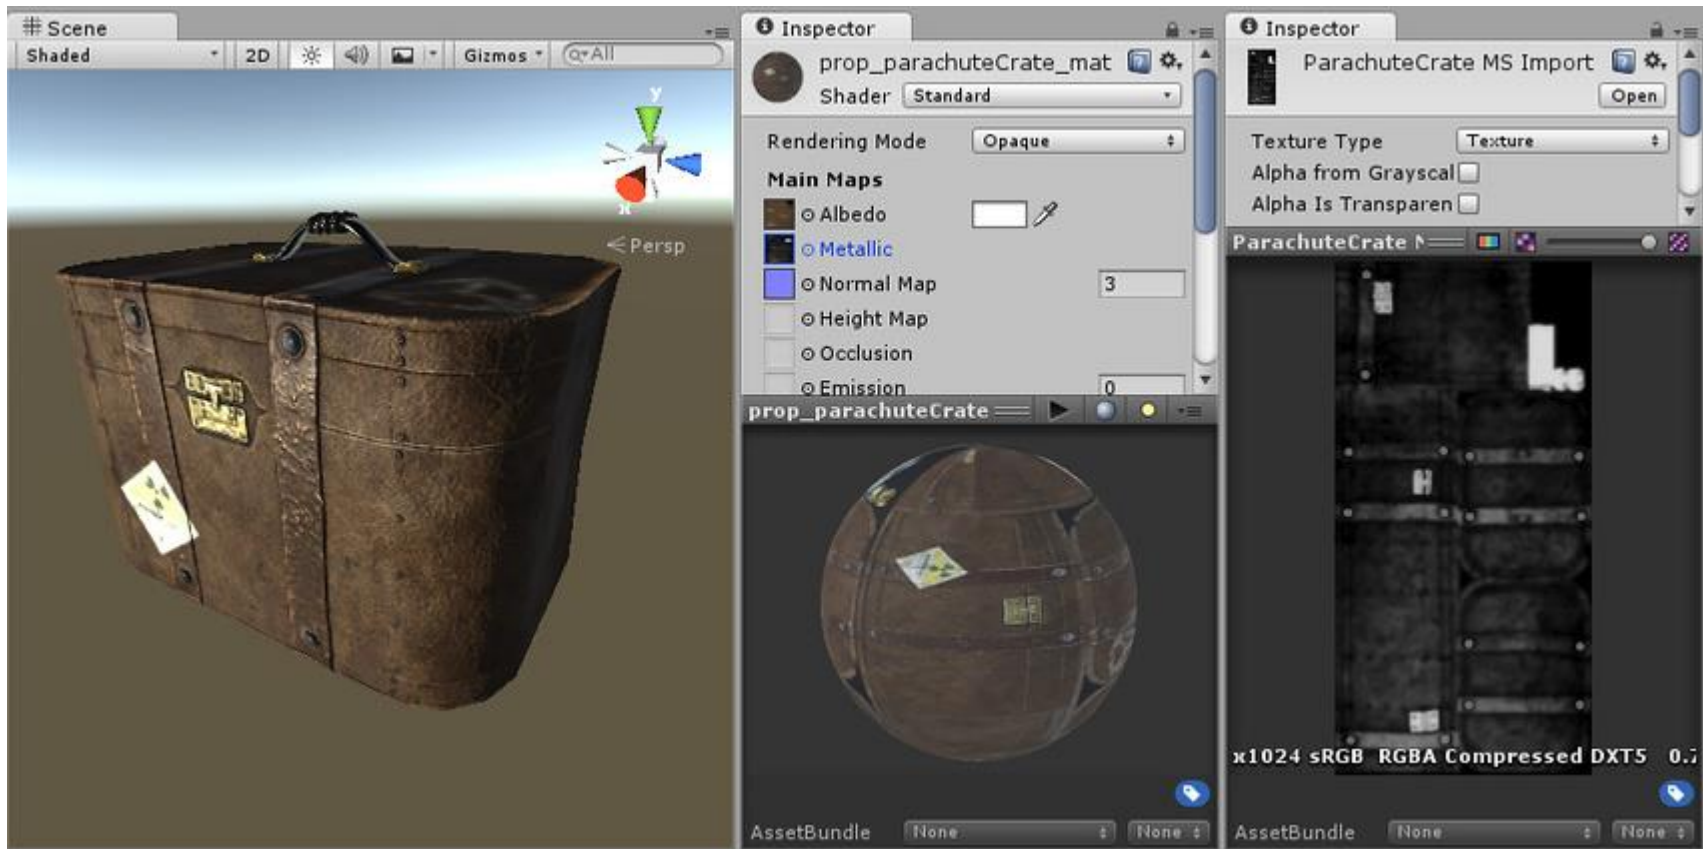 Scene
Shaded
2D
Gizmos
All
y
x
Persp
Inspector
prop_parachuteCrate_mat
Shader
Standard
Rendering Mode
Opaque
Main Maps
Albedo
Metallic
Normal Map
3
Height Map
Occlusion
Emission
0
prop_parachuteCrate
AssetBundle
None
None
Inspector
ParachuteCrate MS Import
Open
Texture Type
Texture
Alpha from Grayscal
Alpha Is Transparen
ParachuteCrate
x1024 sRGB RGBA Compressed DXT5 0.7
AssetBundle
None
None